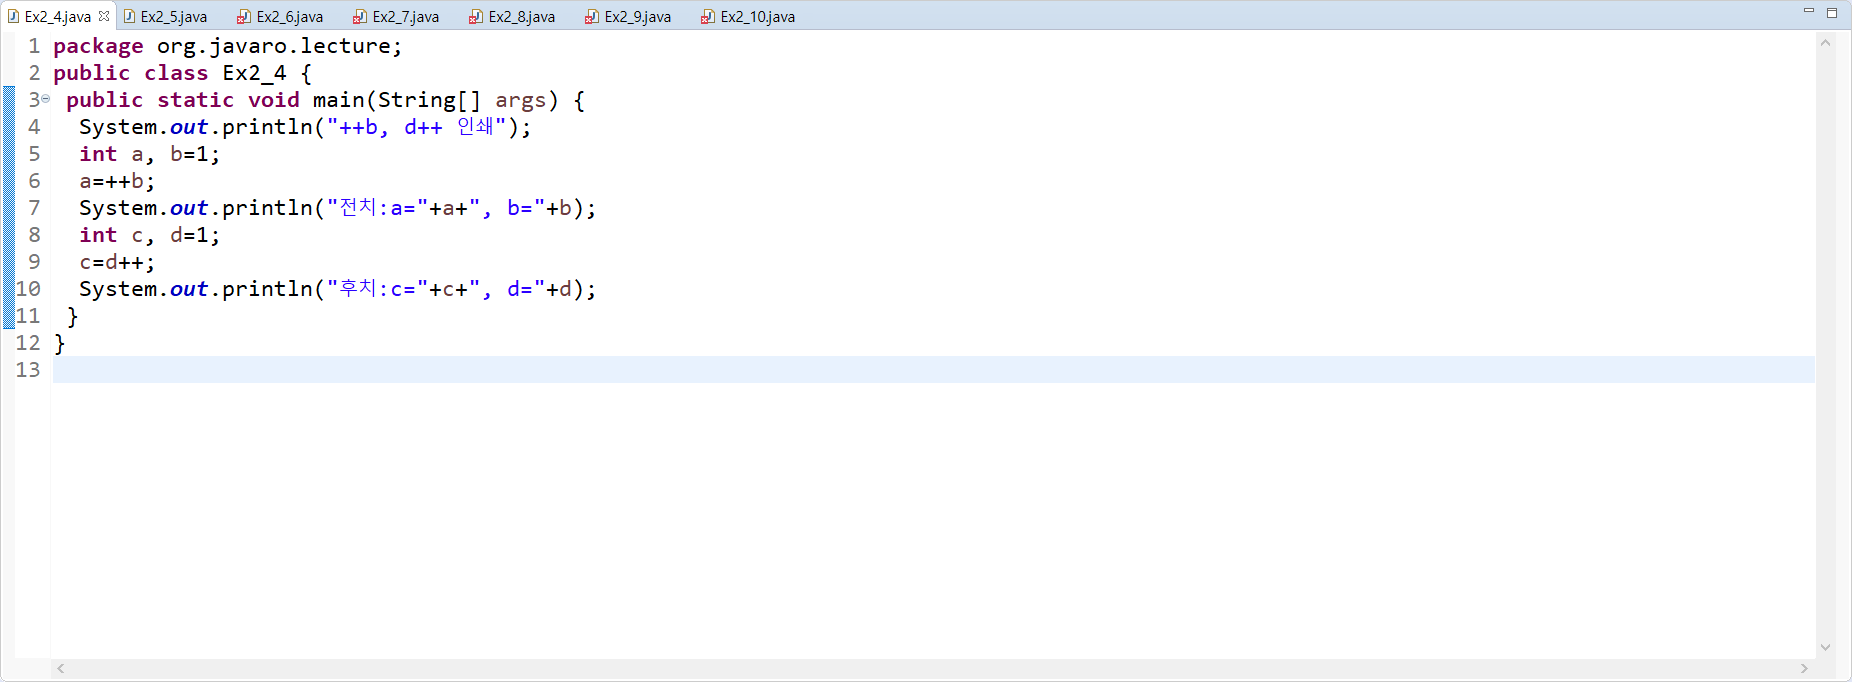 Ex2_4.java Ex2_5.java Ex2_6.java Ex2_7.java Ex2_8.java Ex2_9.java Ex2_10.java
1 package org.javaro.lecture;
2 public class Ex2_4 {
3 public static void main(String[] args) {
4 System.out.println("++b, d++ 인쇄");
5 int a, b=1;
6 a=++b;
7 System.out.println("전치:a="+a+", b="+b);
8 int c, d=1;
9 c=d++;
10 System.out.println("후치:c="+c+", d="+d);
11 }
12 }
13